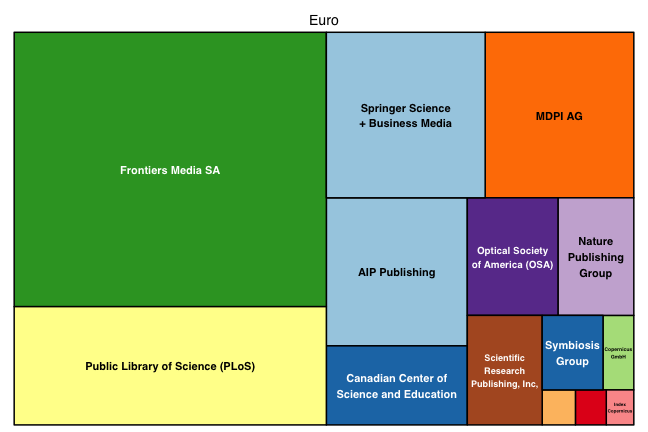 Euro
Frontiers Media SA
Public Library of Science (PLoS)
Springer Science
+ Business Media
MDPI AG
AIP Publishing
Optical Society
of America (OSA)
Nature
Publishing
Group
Canadian Center of
Science and Education
Scientific
Research
Publishing, Inc,
Symbiosis
Group
Copernicus
GmbH
Index
Copernicus